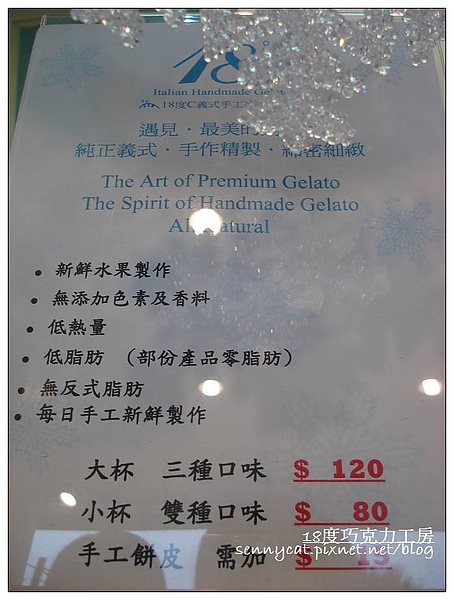 18°
Italian Handmade Gelat
18度C義式手工
遇見．最美的
純正義式．手作精製．綿密細緻
The Art of Premium Gelato
The Spirit of Handmade Gelato
All Natural
• 新鮮水果製作
• 無添加色素及香料
• 低熱量
• 低脂肪 （部份產品零脂肪）
• 無反式脂肪
• 每日手工新鮮製作
大杯 三種口味 $ 120
小杯 雙種口味 $ 80
手工餅皮 需加 $ 15
18度巧克力工房
sennycat.pixnet.net/blog